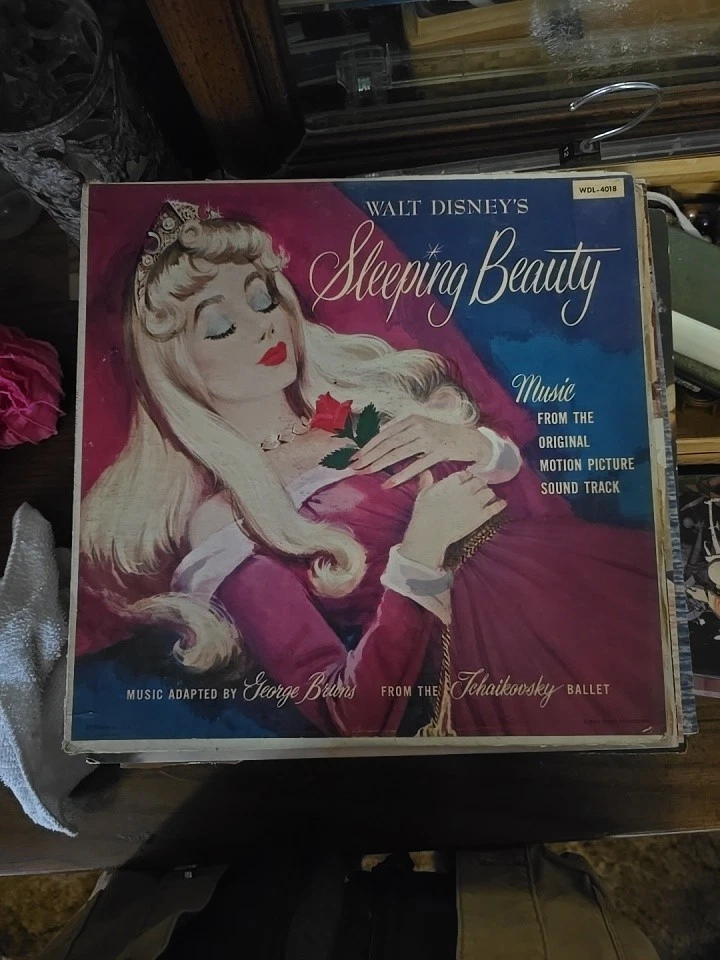 WDL-4018
WALT DISNEY'S
Sleeping Beauty
Music
FROM THE
ORIGINAL
MOTION PICTURE
SOUND TRACK
MUSIC ADAPTED BY George Bruns FROM THE Tchaikovsky BALLET